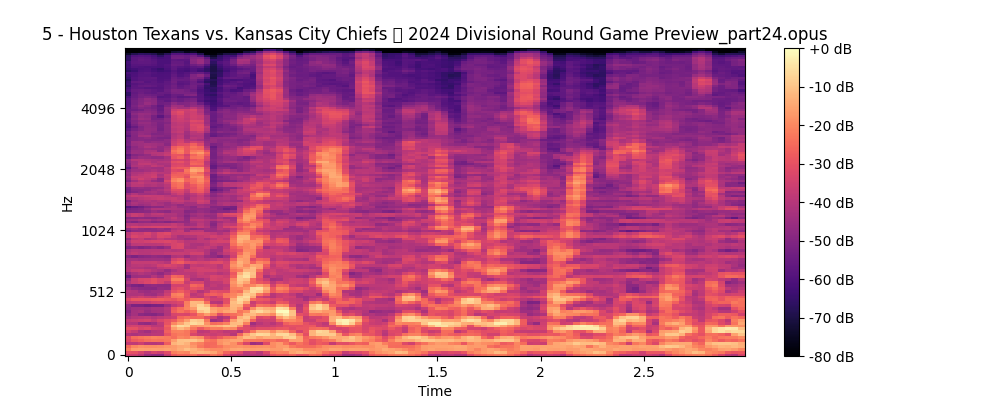 5 - Houston Texans vs. Kansas City Chiefs ▯ 2024 Divisional Round Game Preview_part24.opus
+0 dB
4096
-10 dB
-20 dB
2048
-30 dB
Hz
-40 dB
1024
-50 dB
512
-60 dB
-70 dB
0
-80 dB
0 0.5 1 1.5 2 2.5
Time